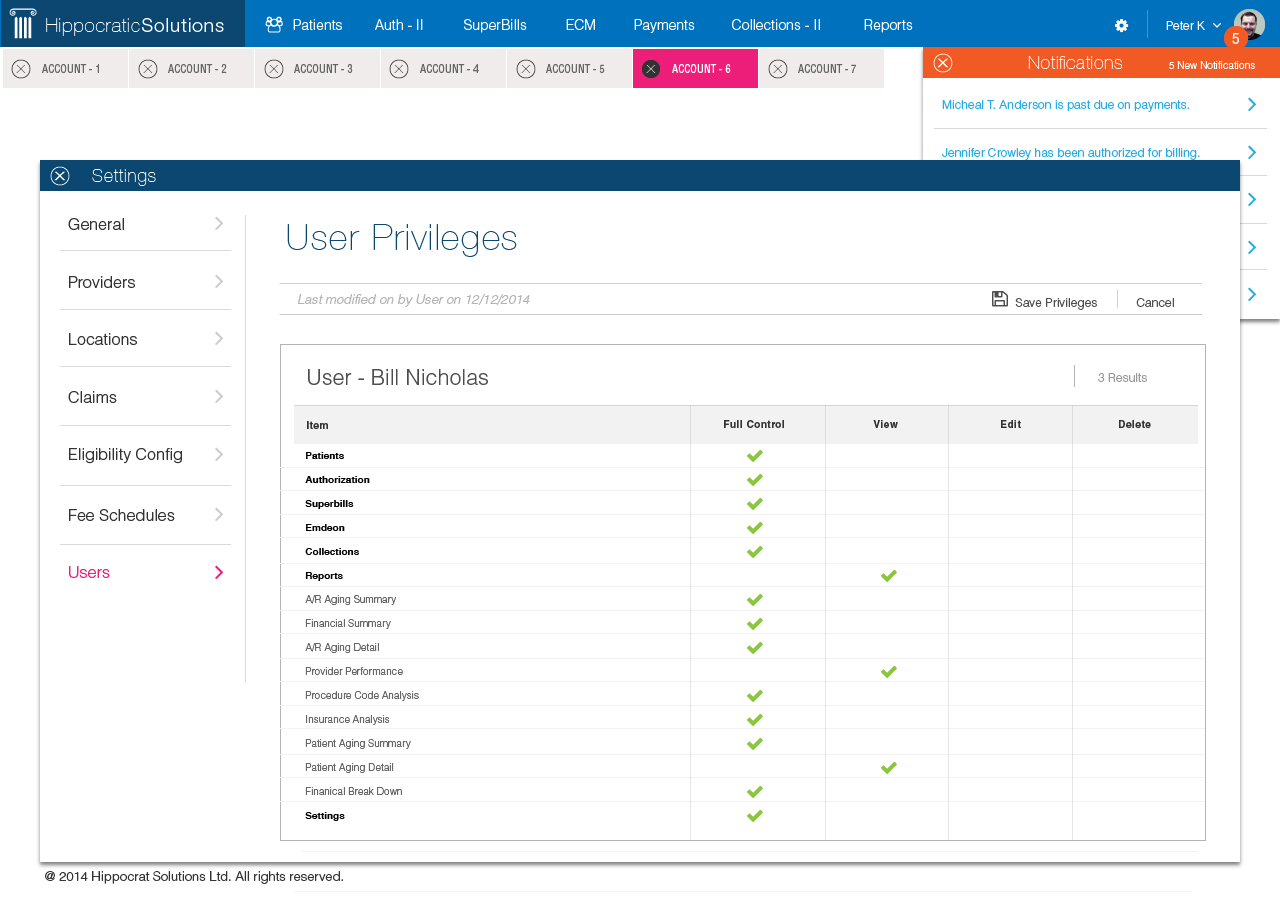 HippocraticSolutions Patients Auth - II SuperBills ECM Payments Collections - II Reports Peter K 5
ACCOUNT - 1 ACCOUNT - 2 ACCOUNT - 3 ACCOUNT - 4 ACCOUNT - 5 ACCOUNT - 6 ACCOUNT - 7
Notifications 5 New Notifications
Micheal T. Anderson is past due on payments.
Jennifer Crowley has been authorized for billing.
Settings
General
Providers
Locations
Claims
Eligibility Config
Fee Schedules
Users
User Privileges
Last modified on by User on 12/12/2014 Save Privileges Cancel
User - Bill Nicholas 3 Results
Item Full Control View Edit Delete
Patients
Authorization
Superbills
Emdeon
Collections
Reports
A/R Aging Summary
Financial Summary
A/R Aging Detail
Provider Performance
Procedure Code Analysis
Insurance Analysis
Patient Aging Summary
Patient Aging Detail
Finanical Break Down
Settings
@ 2014 Hippocrat Solutions Ltd. All rights reserved.